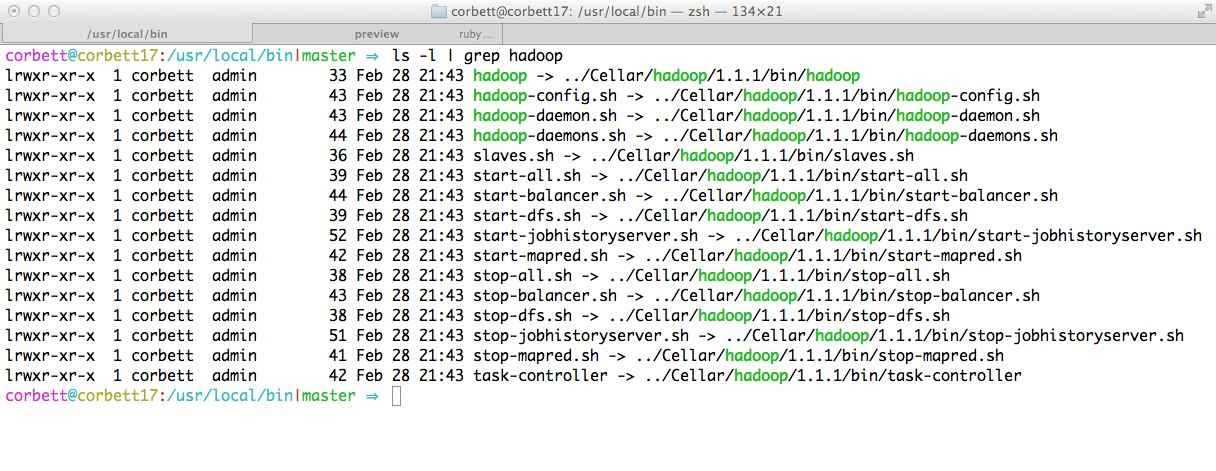 corbett@corbett17: /usr/local/bin — zsh — 134×21
/usr/local/bin preview ruby ...
corbett@corbett17:/usr/local/bin|master ⇒ ls -l | grep hadoop
lrwxr-xr-x 1 corbett admin 33 Feb 28 21:43 hadoop -> ../Cellar/hadoop/1.1.1/bin/hadoop
lrwxr-xr-x 1 corbett admin 43 Feb 28 21:43 hadoop-config.sh -> ../Cellar/hadoop/1.1.1/bin/hadoop-config.sh
lrwxr-xr-x 1 corbett admin 43 Feb 28 21:43 hadoop-daemon.sh -> ../Cellar/hadoop/1.1.1/bin/hadoop-daemon.sh
lrwxr-xr-x 1 corbett admin 44 Feb 28 21:43 hadoop-daemons.sh -> ../Cellar/hadoop/1.1.1/bin/hadoop-daemons.sh
lrwxr-xr-x 1 corbett admin 36 Feb 28 21:43 slaves.sh -> ../Cellar/hadoop/1.1.1/bin/slaves.sh
lrwxr-xr-x 1 corbett admin 39 Feb 28 21:43 start-all.sh -> ../Cellar/hadoop/1.1.1/bin/start-all.sh
lrwxr-xr-x 1 corbett admin 44 Feb 28 21:43 start-balancer.sh -> ../Cellar/hadoop/1.1.1/bin/start-balancer.sh
lrwxr-xr-x 1 corbett admin 39 Feb 28 21:43 start-dfs.sh -> ../Cellar/hadoop/1.1.1/bin/start-dfs.sh
lrwxr-xr-x 1 corbett admin 52 Feb 28 21:43 start-jobhistoryserver.sh -> ../Cellar/hadoop/1.1.1/bin/start-jobhistoryserver.sh
lrwxr-xr-x 1 corbett admin 42 Feb 28 21:43 start-mapred.sh -> ../Cellar/hadoop/1.1.1/bin/start-mapred.sh
lrwxr-xr-x 1 corbett admin 38 Feb 28 21:43 stop-all.sh -> ../Cellar/hadoop/1.1.1/bin/stop-all.sh
lrwxr-xr-x 1 corbett admin 43 Feb 28 21:43 stop-balancer.sh -> ../Cellar/hadoop/1.1.1/bin/stop-balancer.sh
lrwxr-xr-x 1 corbett admin 38 Feb 28 21:43 stop-dfs.sh -> ../Cellar/hadoop/1.1.1/bin/stop-dfs.sh
lrwxr-xr-x 1 corbett admin 51 Feb 28 21:43 stop-jobhistoryserver.sh -> ../Cellar/hadoop/1.1.1/bin/stop-jobhistoryserver.sh
lrwxr-xr-x 1 corbett admin 41 Feb 28 21:43 stop-mapred.sh -> ../Cellar/hadoop/1.1.1/bin/stop-mapred.sh
lrwxr-xr-x 1 corbett admin 42 Feb 28 21:43 task-controller -> ../Cellar/hadoop/1.1.1/bin/task-controller
corbett@corbett17:/usr/local/bin|master ⇒